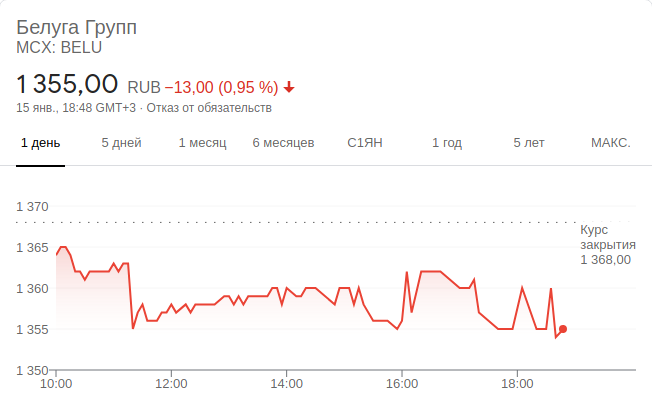 Белуга Групп
MCX: BELU
1 355,00 RUB −13,00 (0,95 %)
15 янв., 18:48 GMT+3 · Отказ от обязательств
1 день 5 дней 1 месяц 6 месяцев С1ЯН 1 год 5 лет МАКС.
1 370
Курс
закрытия
1 368,00
1 365
1 360
1 355
1 350
10:00 12:00 14:00 16:00 18:00